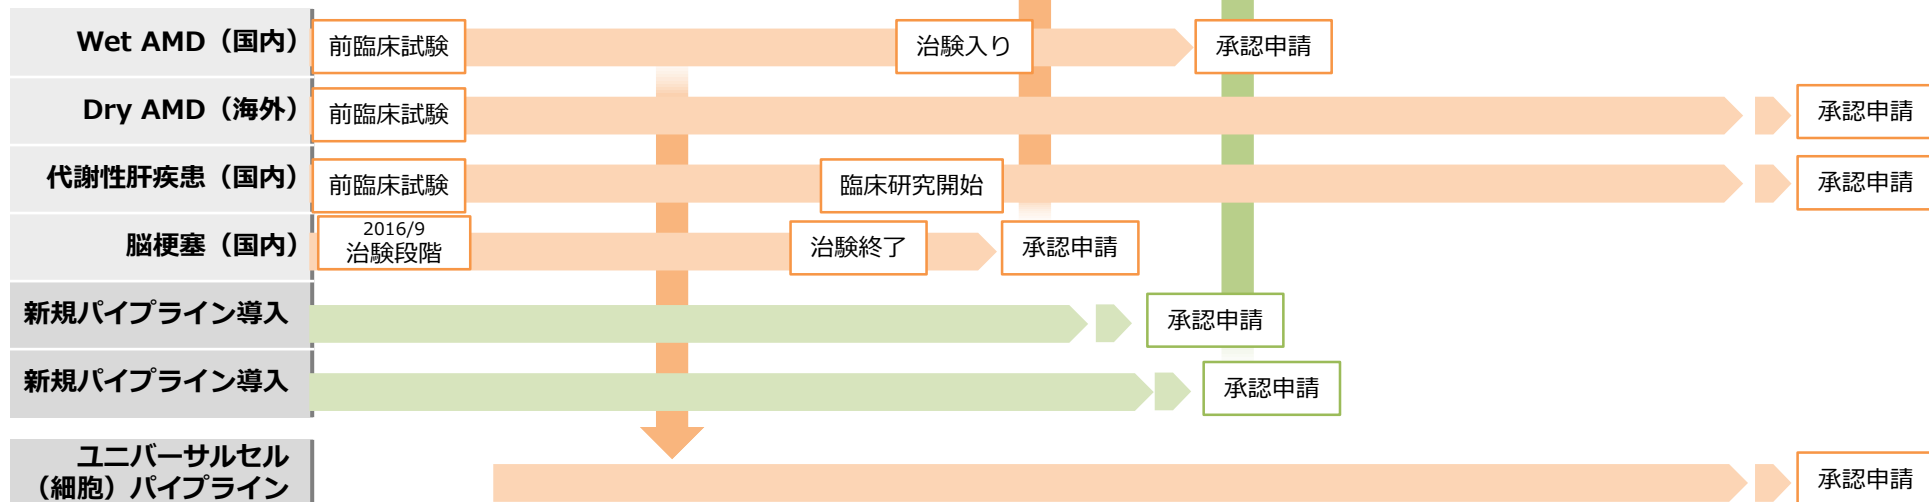 Wet AMD（国内）
前臨床試験
治験入り
承認申請
Dry AMD（海外）
前臨床試験
承認申請
代謝性肝疾患（国内）
前臨床試験
臨床研究開始
承認申請
脳梗塞（国内）
2016/9
治験段階
治験終了
承認申請
新規パイプライン導入
承認申請
新規パイプライン導入
承認申請
ユニバーサルセル
（細胞）パイプライン
承認申請